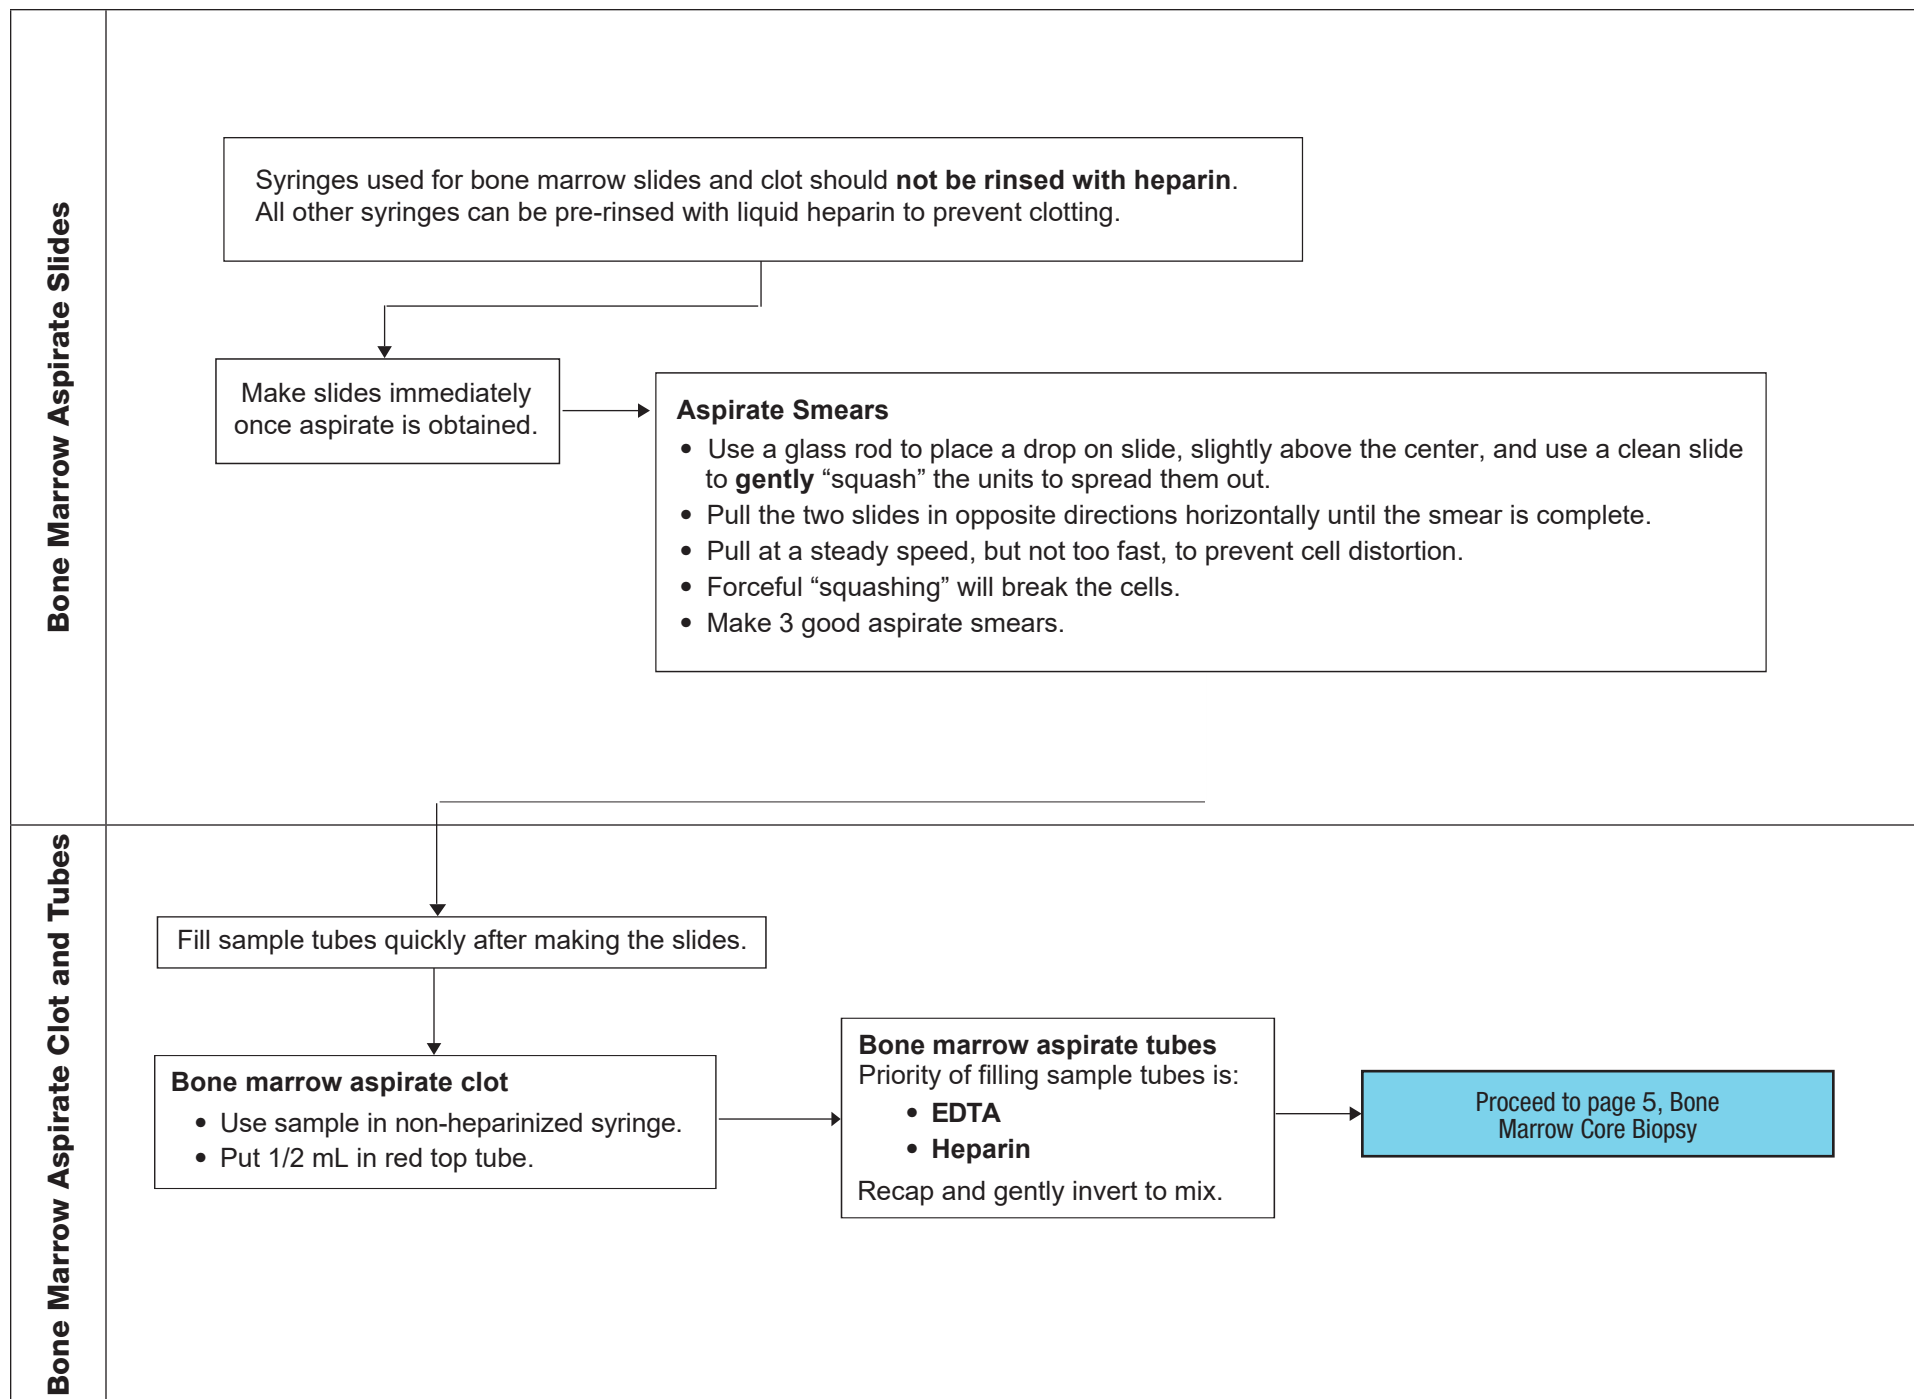 Bone Marrow Aspirate Slides
Syringes used for bone marrow slides and clot should not be rinsed with heparin.
All other syringes can be pre-rinsed with liquid heparin to prevent clotting.
Make slides immediately
once aspirate is obtained.
Aspirate Smears
• Use a glass rod to place a drop on slide, slightly above the center, and use a clean slide
to gently “squash” the units to spread them out.
• Pull the two slides in opposite directions horizontally until the smear is complete.
• Pull at a steady speed, but not too fast, to prevent cell distortion.
• Forceful “squashing” will break the cells.
• Make 3 good aspirate smears.
Bone Marrow Aspirate Clot and Tubes
Fill sample tubes quickly after making the slides.
Bone marrow aspirate clot
• Use sample in non-heparinized syringe.
• Put 1/2 mL in red top tube.
Bone marrow aspirate tubes
Priority of filling sample tubes is:
• EDTA
• Heparin
Recap and gently invert to mix.
Proceed to page 5, Bone
Marrow Core Biopsy